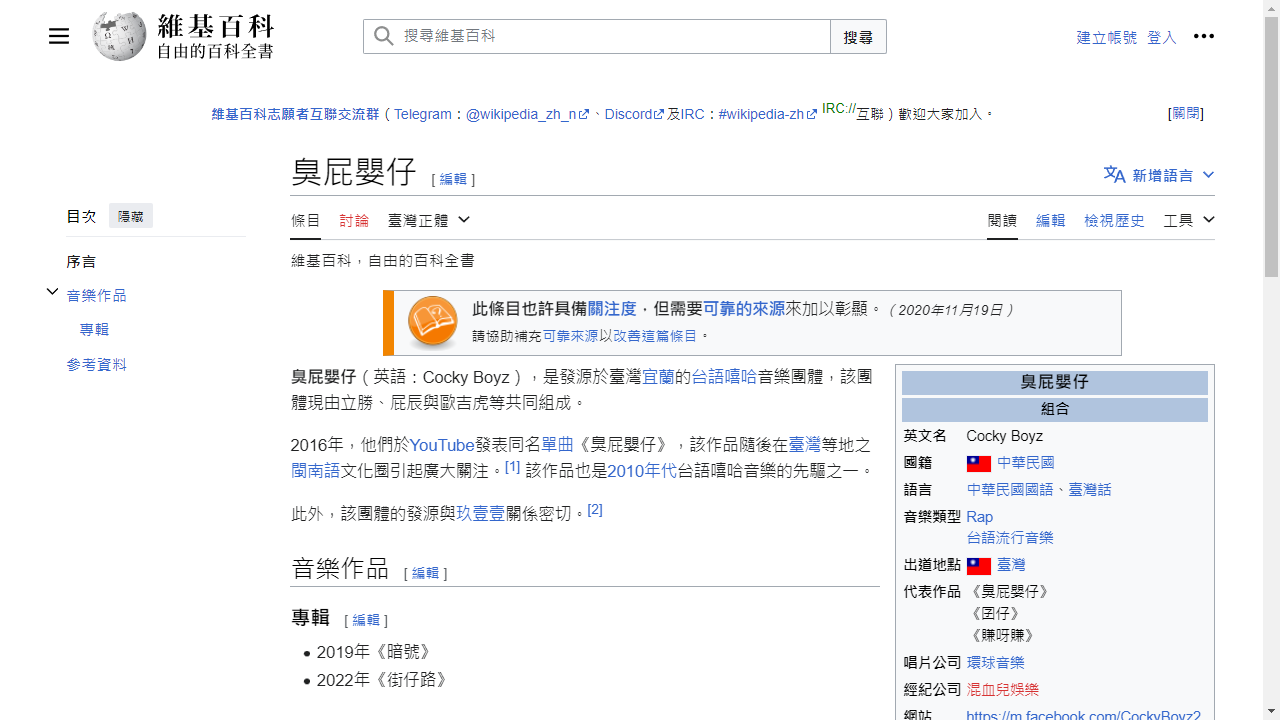 維基百科
自由的百科全書
搜尋維基百科
搜尋
建立帳號 登入
維基百科志願者互聯交流群（Telegram：@wikipedia_zh_n、Discord及IRC：#wikipedia-zh IRC://互聯）歡迎大家加入。
[關閉]
臭屁嬰仔 [ 編輯 ]
新增語言
目次 隱藏
序言
音樂作品
專輯
參考資料
條目 討論 臺灣正體
閱讀 編輯 檢視歷史 工具
維基百科，自由的百科全書
此條目也許具備關注度，但需要可靠的來源來加以彰顯。（2020年11月19日）
請協助補充可靠來源以改善這篇條目。
臭屁嬰仔（英語：Cocky Boyz），是發源於臺灣宜蘭的台語嘻哈音樂團體，該團
體現由立勝、屁辰與歐吉虎等共同組成。
2016年，他們於YouTube發表同名單曲《臭屁嬰仔》，該作品隨後在臺灣等地之
閩南語文化圈引起廣大關注。[1] 該作品也是2010年代台語嘻哈音樂的先驅之一。
此外，該團體的發源與玖壹壹關係密切。[2]
音樂作品 [ 編輯 ]
專輯 [ 編輯 ]
2019年《暗號》
2022年《街仔路》
臭屁嬰仔
組合
英文名 Cocky Boyz
國籍 中華民國
語言 中華民國國語、臺灣話
音樂類型 Rap
台語流行音樂
出道地點 臺灣
代表作品 《臭屁嬰仔》
《囝仔》
《賺呀賺》
唱片公司 環球音樂
經紀公司 混血兒娛樂
網站 https://m.facebook.com/CockyBoyz2